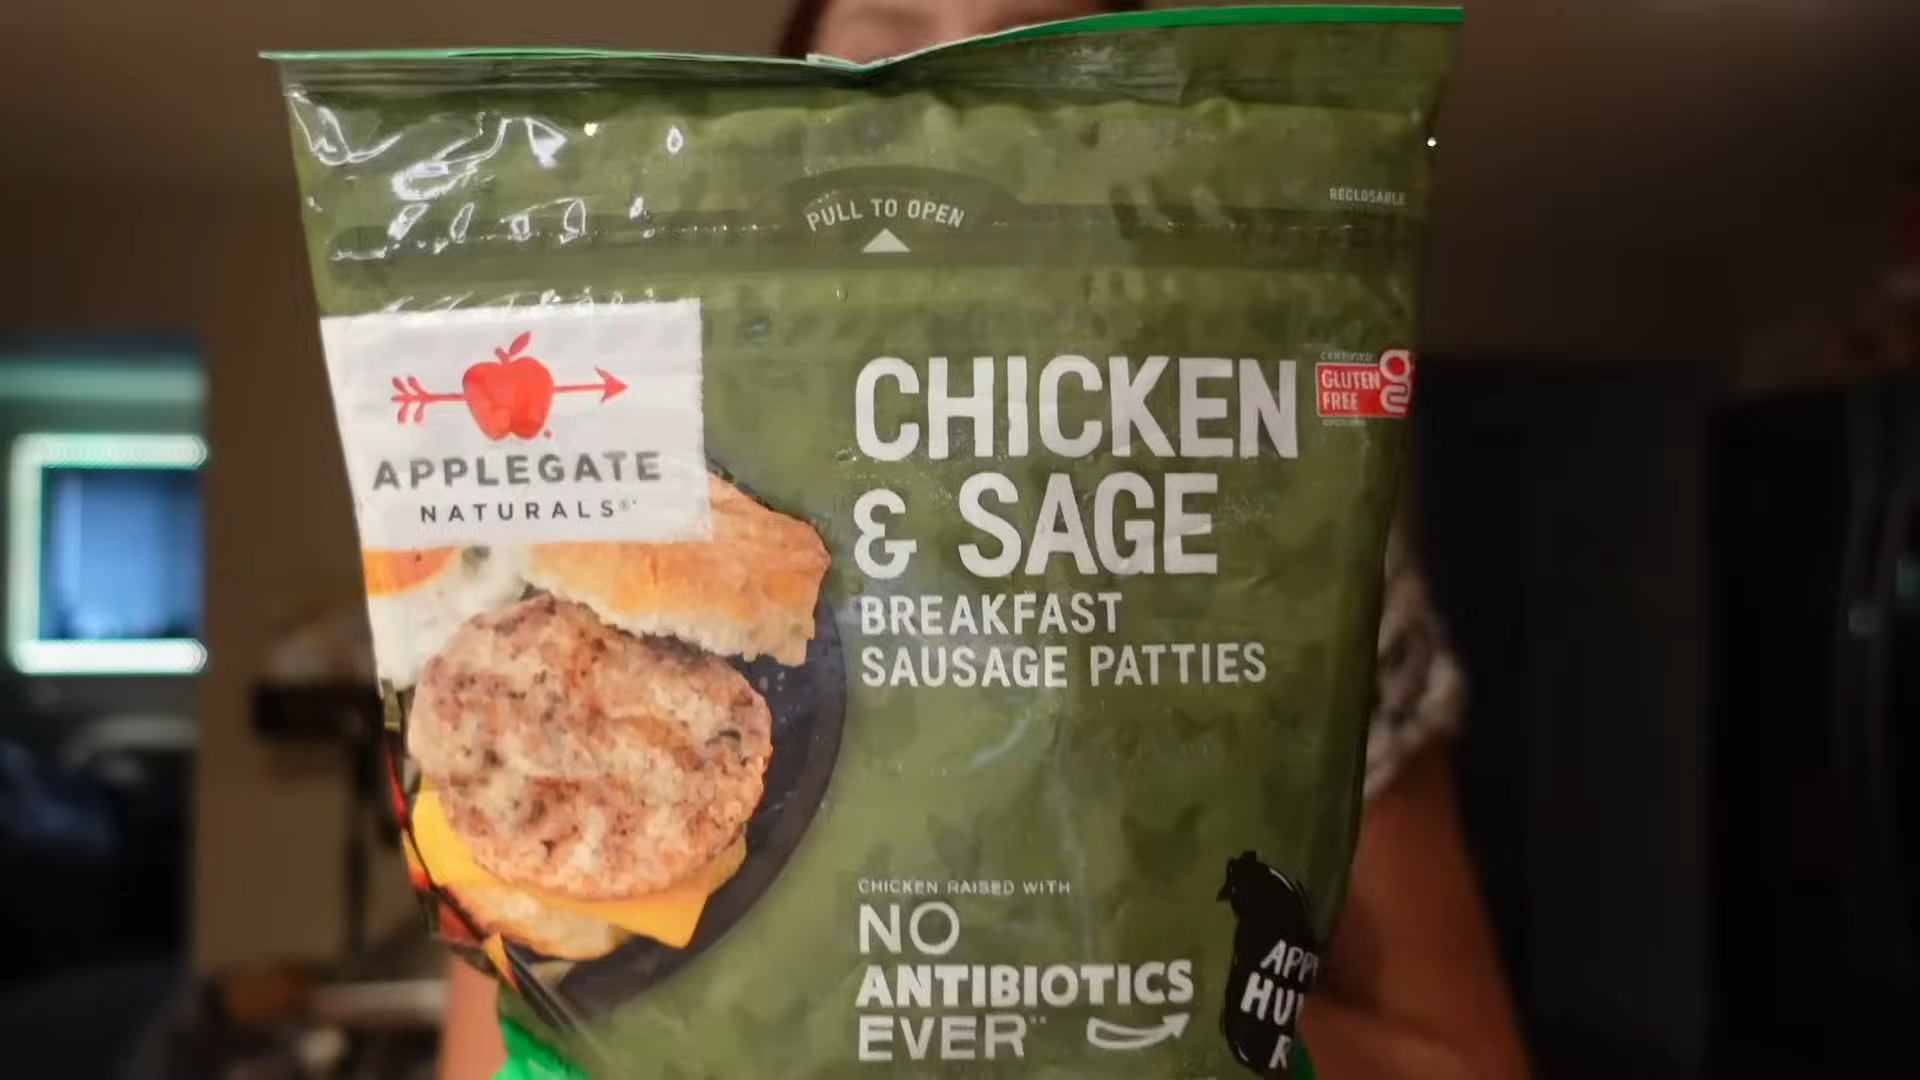 PULL TO OPEN
RECLOSABLE
APPLEGATE
NATURALS®
CHICKEN
& SAGE
CERTIFIED
GLUTEN
FREE
BREAKFAST
SAUSAGE PATTIES
CHICKEN RAISED WITH
NO
ANTIBIOTICS
EVER